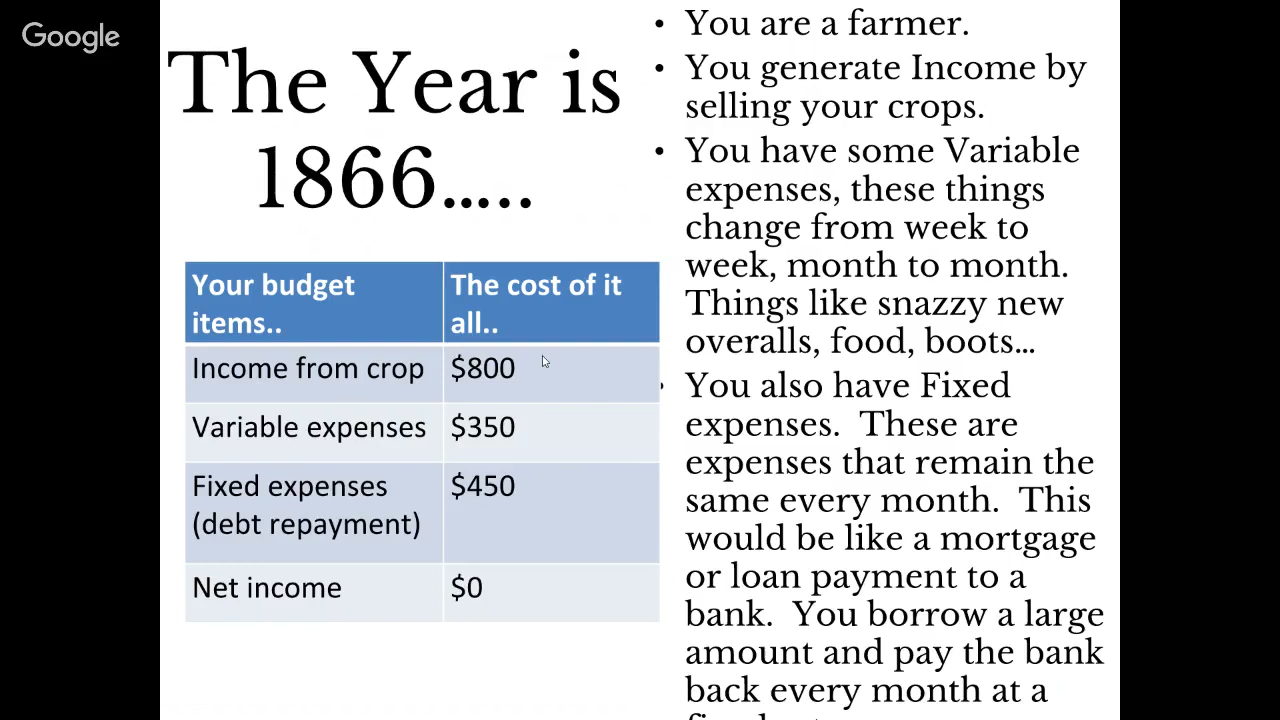 Google
The Year is
1866.....
Your budget
items..
The cost of it
all..
Income from crop
$800
Variable expenses
$350
Fixed expenses
(debt repayment)
$450
Net income
$0
• You are a farmer.
• You generate Income by
selling your crops.
• You have some Variable
expenses, these things
change from week to
week, month to month.
Things like snazzy new
overalls, food, boots…
• You also have Fixed
expenses.  These are
expenses that remain the
same every month.  This
would be like a mortgage
or loan payment to a
bank.  You borrow a large
amount and pay the bank
back every month at a